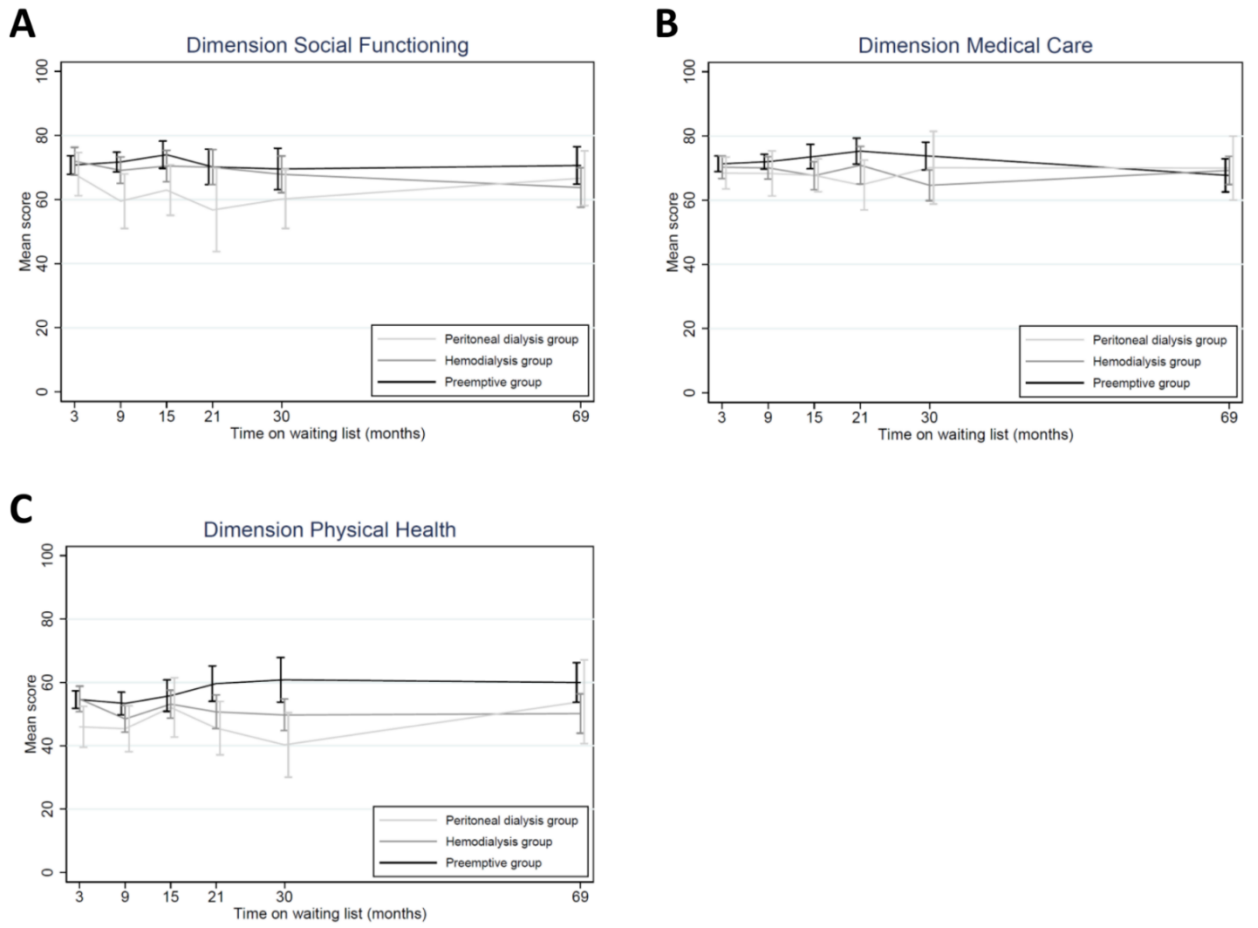 A
Dimension Social Functioning
Mean score
100
80
60
40
20
0
3 9 15 21 30 69
Time on waiting list (months)
Peritoneal dialysis group
Hemodialysis group
Preemptive group
B
Dimension Medical Care
Mean score
100
80
60
40
20
0
3 9 15 21 30 69
Time on waiting list (months)
Peritoneal dialysis group
Hemodialysis group
Preemptive group
C
Dimension Physical Health
Mean score
100
80
60
40
20
0
3 9 15 21 30 69
Time on waiting list (months)
Peritoneal dialysis group
Hemodialysis group
Preemptive group